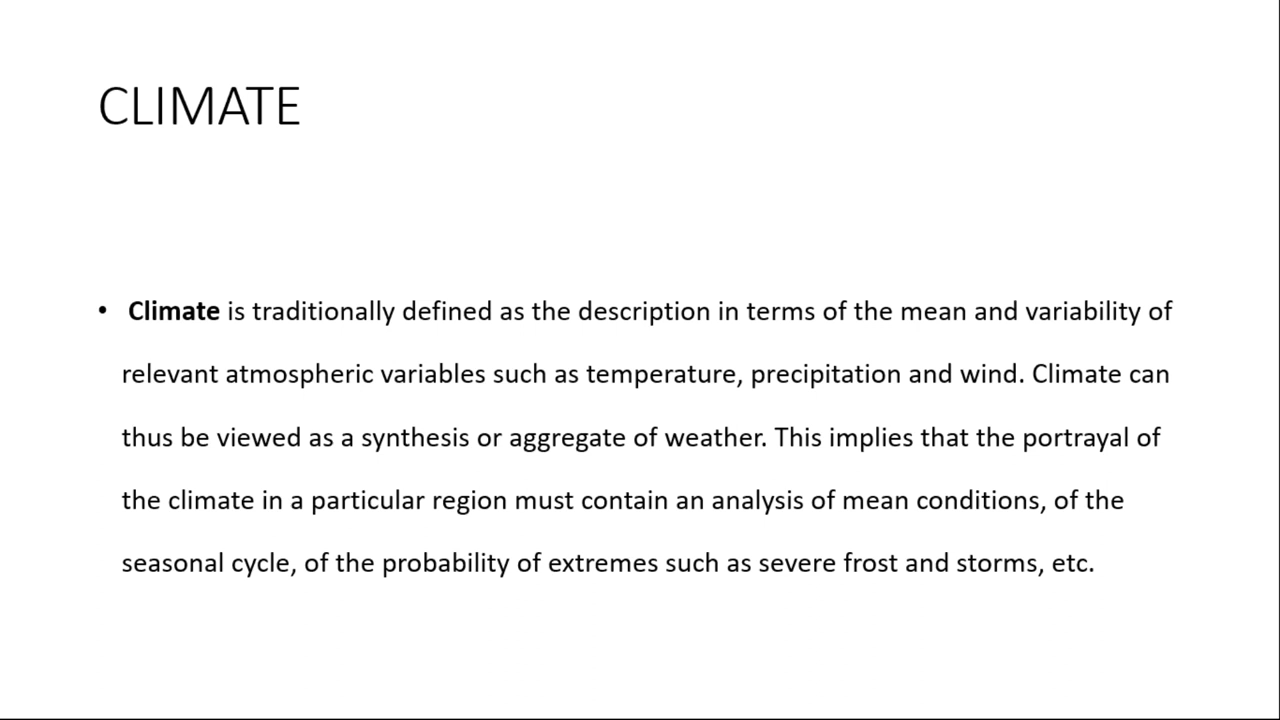 CLIMATE
• Climate is traditionally defined as the description in terms of the mean and variability of
relevant atmospheric variables such as temperature, precipitation and wind. Climate can
thus be viewed as a synthesis or aggregate of weather. This implies that the portrayal of
the climate in a particular region must contain an analysis of mean conditions, of the
seasonal cycle, of the probability of extremes such as severe frost and storms, etc.